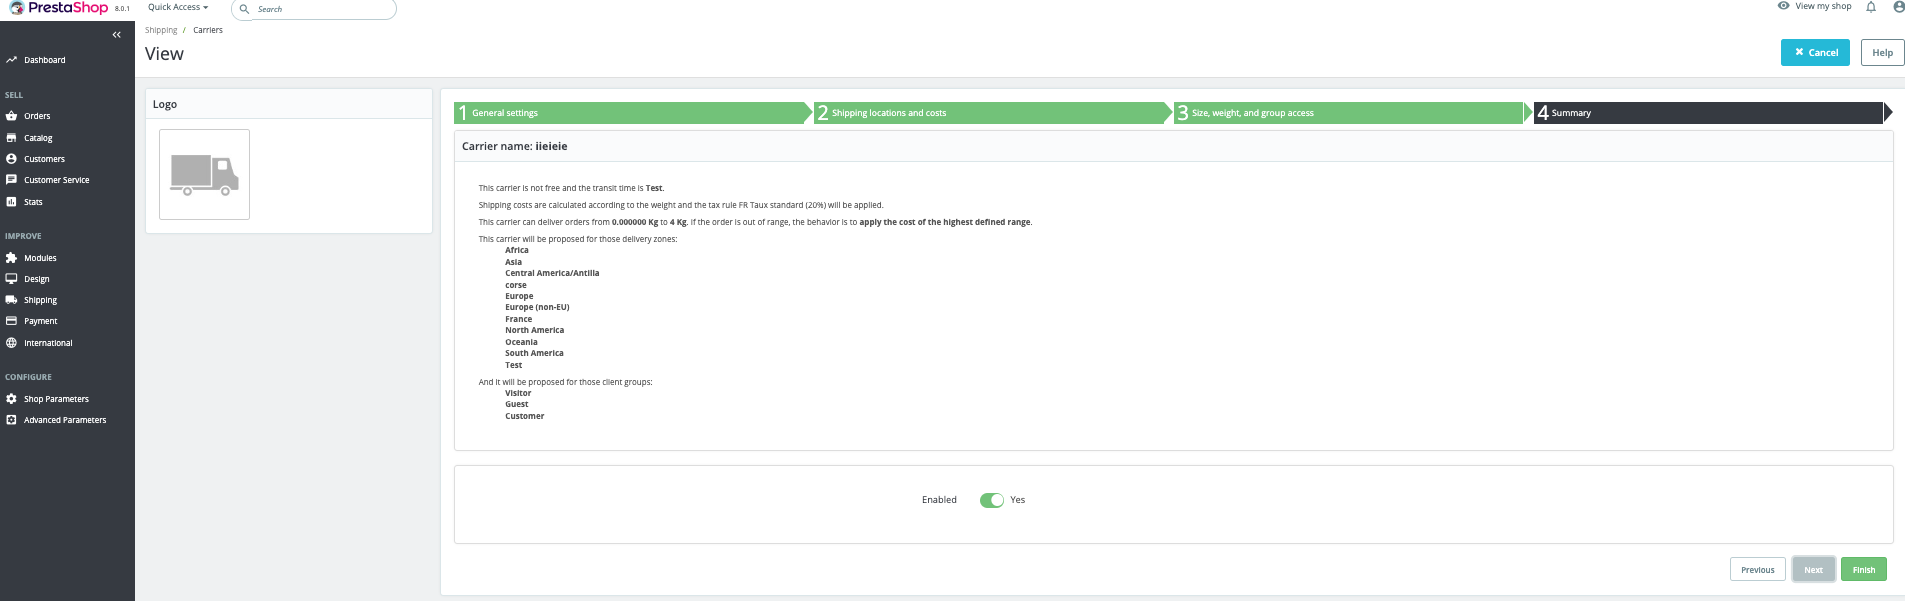 PrestaShop 8.0.1
Quick Access
Search
View my shop
Shipping / Carriers
View
Cancel
Help
Dashboard
SELL
Orders
Catalog
Customers
Customer Service
Stats
IMPROVE
Modules
Design
Shipping
Payment
International
CONFIGURE
Shop Parameters
Advanced Parameters
Logo
1 General settings
2 Shipping locations and costs
3 Size, weight, and group access
4 Summary
Carrier name: iieieie
This carrier is not free and the transit time is Test.
Shipping costs are calculated according to the weight and the tax rule FR Taux standard (20%) will be applied.
This carrier can deliver orders from 0.000000 Kg to 4 Kg. If the order is out of range, the behavior is to apply the cost of the highest defined range.
This carrier will be proposed for those delivery zones:
Africa
Asia
Central America/Antilla
corse
Europe
Europe (non-EU)
France
North America
Oceania
South America
Test
And it will be proposed for those client groups:
Visitor
Guest
Customer
Enabled
Yes
Previous
Next
Finish